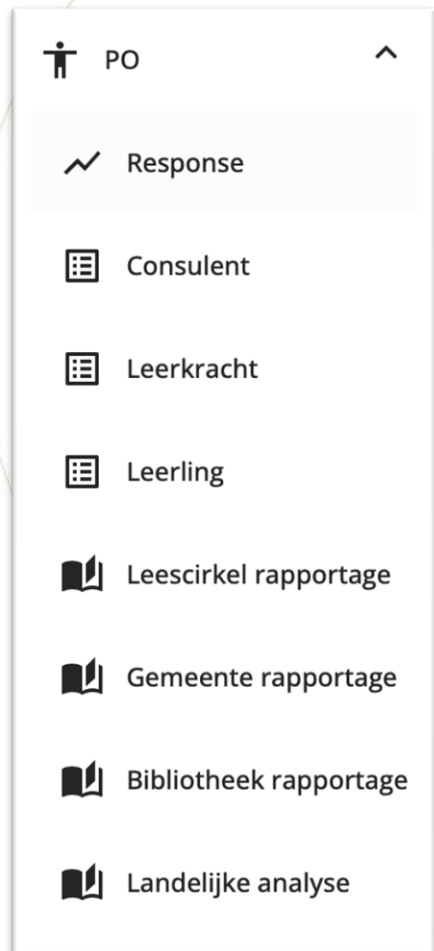 PO
Response
Consulent
Leerkracht
Leerling
Leescirkel rapportage
Gemeente rapportage
Bibliotheek rapportage
Landelijke analyse